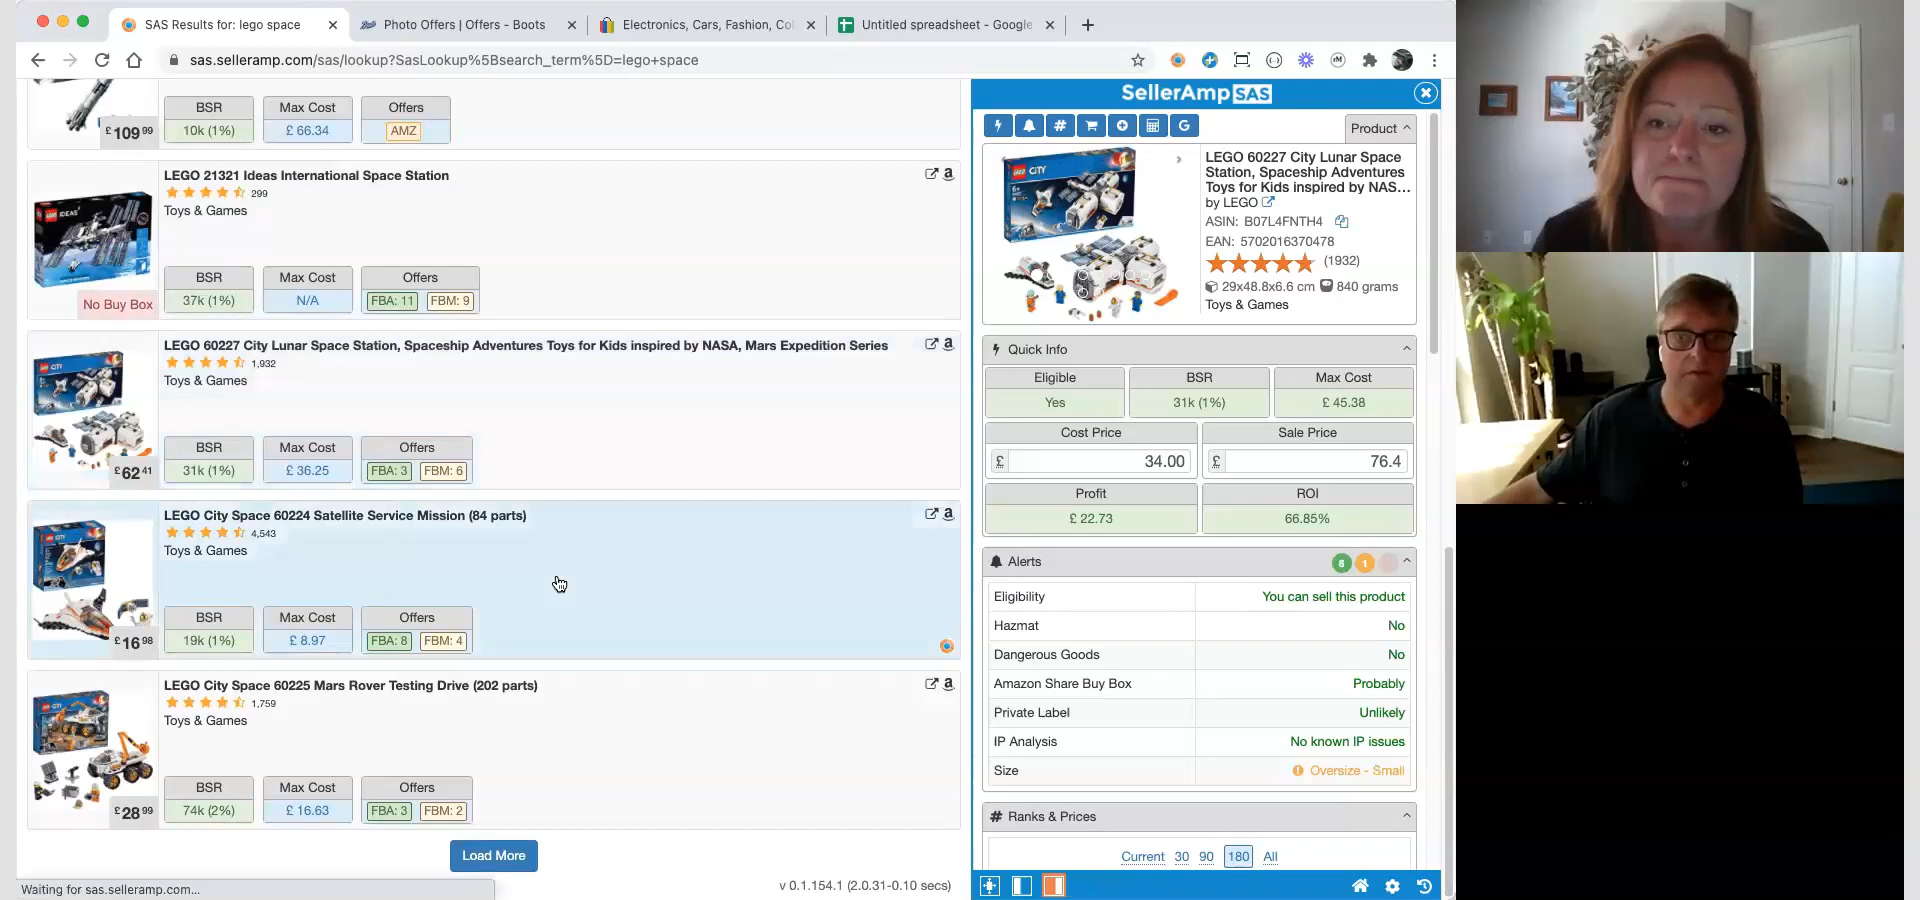 SAS Results for: lego space
Photo Offers | Offers - Boots
Electronics, Cars, Fashion, Co
Untitled spreadsheet - Google
sas.selleramp.com/sas/lookup?SasLookup%5Bsearch_term%5D=lego+space
£109 99
BSR
Max Cost
Offers
10k (1%)
£ 66.34
AMZ
LEGO 21321 Ideas International Space Station
299
Toys & Games
BSR
Max Cost
Offers
37k (1%)
N/A
FBA: 11
FBM: 9
No Buy Box
LEGO 60227 City Lunar Space Station, Spaceship Adventures Toys for Kids inspired by NASA, Mars Expedition Series
1,932
Toys & Games
BSR
Max Cost
Offers
31k (1%)
£ 36.25
FBA: 3
FBM: 6
£62 41
LEGO City Space 60224 Satellite Service Mission (84 parts)
4,543
Toys & Games
BSR
Max Cost
Offers
19k (1%)
£ 8.97
FBA: 8
FBM: 4
£16 98
LEGO City Space 60225 Mars Rover Testing Drive (202 parts)
1,759
Toys & Games
BSR
Max Cost
Offers
74k (2%)
£ 16.63
FBA: 3
FBM: 2
£28 99
Load More
Waiting for sas.selleramp.com...
v 0.1.154.1 (2.0.31-0.10 secs)
SellerAmp SAS
Product
LEGO 60227 City Lunar Space
Station, Spaceship Adventures
Toys for Kids inspired by NAS...
by LEGO
ASIN: B07L4FNTH4
EAN: 5702016370478
(1932)
29x48.8x6.6 cm
840 grams
Toys & Games
Quick Info
Eligible
BSR
Max Cost
Yes
31k (1%)
£ 45.38
Cost Price
Sale Price
£ 34.00
£ 76.4
Profit
ROI
£ 22.73
66.85%
Alerts
6
1
Eligibility
You can sell this product
Hazmat
No
Dangerous Goods
No
Amazon Share Buy Box
Probably
Private Label
Unlikely
IP Analysis
No known IP issues
Size
Oversize - Small
# Ranks & Prices
Current 30 90 180 All